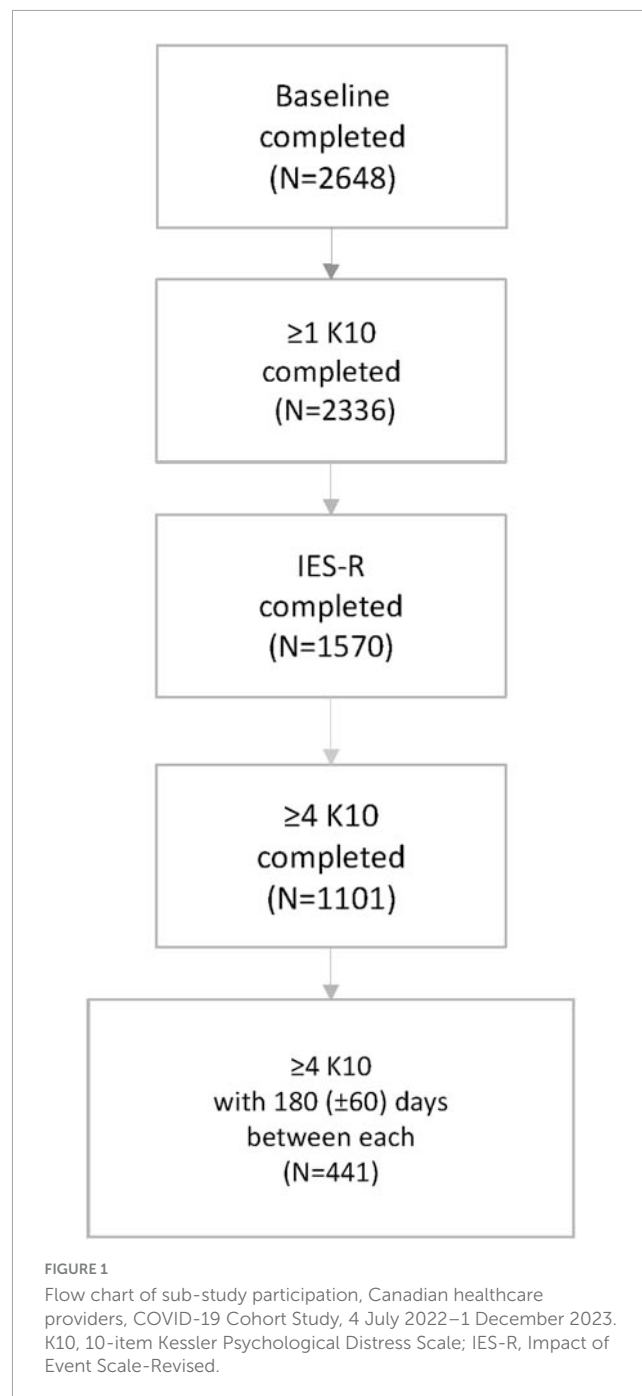 Baseline
completed
(N=2648)
≥1 K10
completed
(N=2336)
IES-R
completed
(N=1570)
≥4 K10
completed
(N=1101)
≥4 K10
with 180 (±60) days
between each
(N=441)
FIGURE 1
Flow chart of sub-study participation, Canadian healthcare
providers, COVID-19 Cohort Study, 4 July 2022–1 December 2023.
K10, 10-item Kessler Psychological Distress Scale; IES-R, Impact of
Event Scale-Revised.